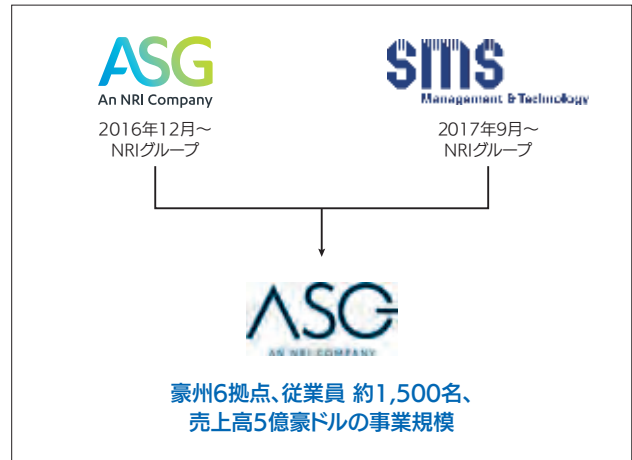 ASG
An NRI Company
2016年12月～
NRIグループ
sms
Management & Technology
2017年9月～
NRIグループ
ASG
AN NRI COMPANY
豪州6拠点、従業員 約1,500名、
売上高5億豪ドルの事業規模